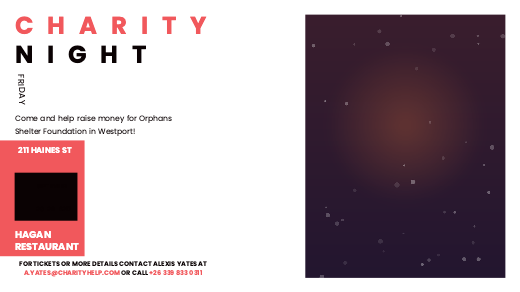 CHARITY
NIGHT
FRIDAY
Come and help raise money for Orphans
Shelter Foundation in Westport!
211 HAINES ST
HAGAN
RESTAURANT
FOR TICKETS OR MORE DETAILS CONTACT ALEXIS YATES AT
A.YATES@CHARITYHELP.COM OR CALL +26 339 833 0311